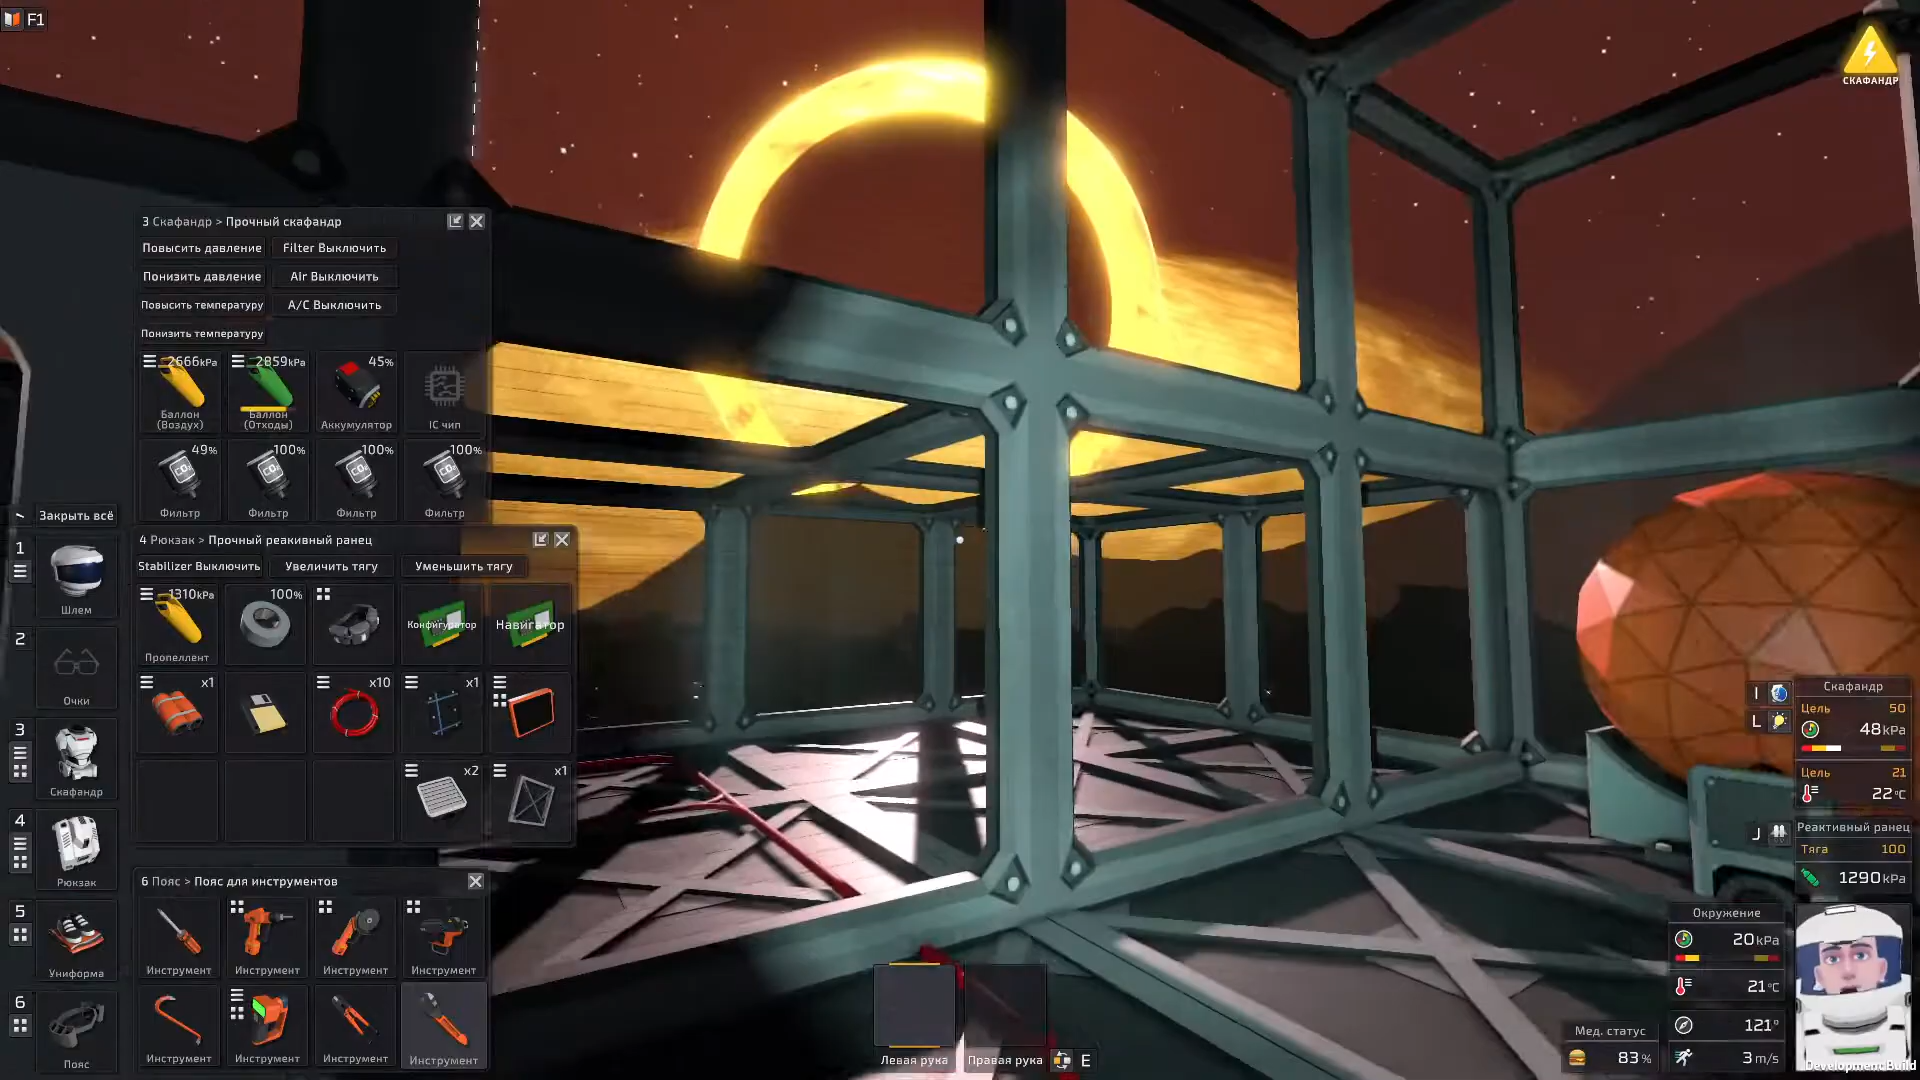 F1
СКАФАНДР
3 Скафандр > Прочный скафандр
Повысить давление
Filter Выключить
Понизить давление
Air Выключить
Повысить температуру
A/C Выключить
Понизить температуру
2666kPa
2859kPa
45%
Баллон (Воздух)
Баллон (Отходы)
Аккумулятор
IC чип
49%
100%
100%
100%
Фильтр
Фильтр
Фильтр
Фильтр
Закрыть всё
4 Рюкзак > Прочный реактивный ранец
Stabilizer Выключить
Увеличить тягу
Уменьшить тягу
1310kPa
100%
Конфигуратор
Навигатор
Пропеллент
x1
x10
x1
x2
x1
1
Шлем
2
Очки
3
Скафандр
4
Рюкзак
5
Униформа
6
Пояс
6 Пояс > Пояс для инструментов
Инструмент
Инструмент
Инструмент
Инструмент
Инструмент
Инструмент
Инструмент
Инструмент
Левая рука
Правая рука
E
I
L
Скафандр
Цель 50
48kPa
Цель 21
22°C
J
Реактивный ранец
Тяга 100
1290kPa
Окружение
20kPa
21°C
121°
3 m/s
Мед. статус
83%
Development Build